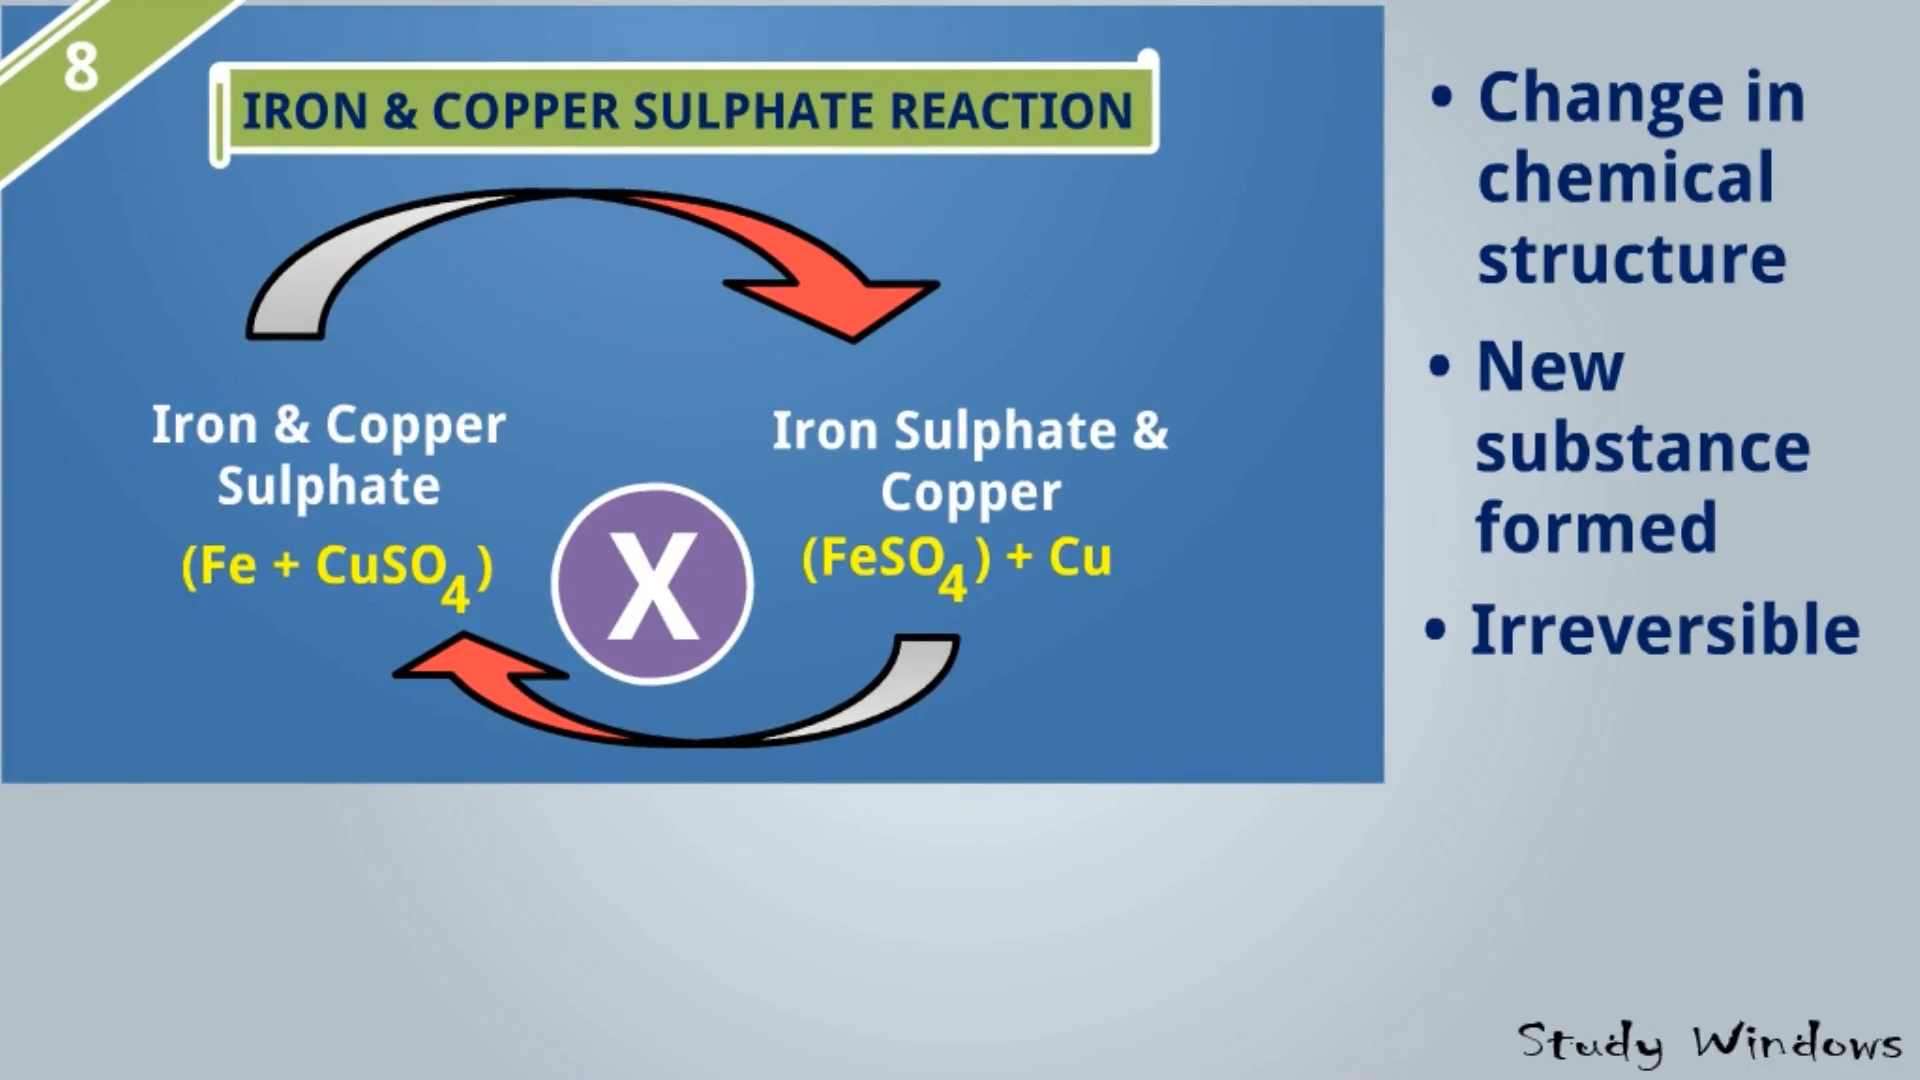 8
IRON & COPPER SULPHATE REACTION
Iron & Copper
Sulphate
(Fe + CuSO₄)
X
Iron Sulphate &
Copper
(FeSO₄) + Cu
• Change in
chemical
structure
• New
substance
formed
• Irreversible
Study Windows